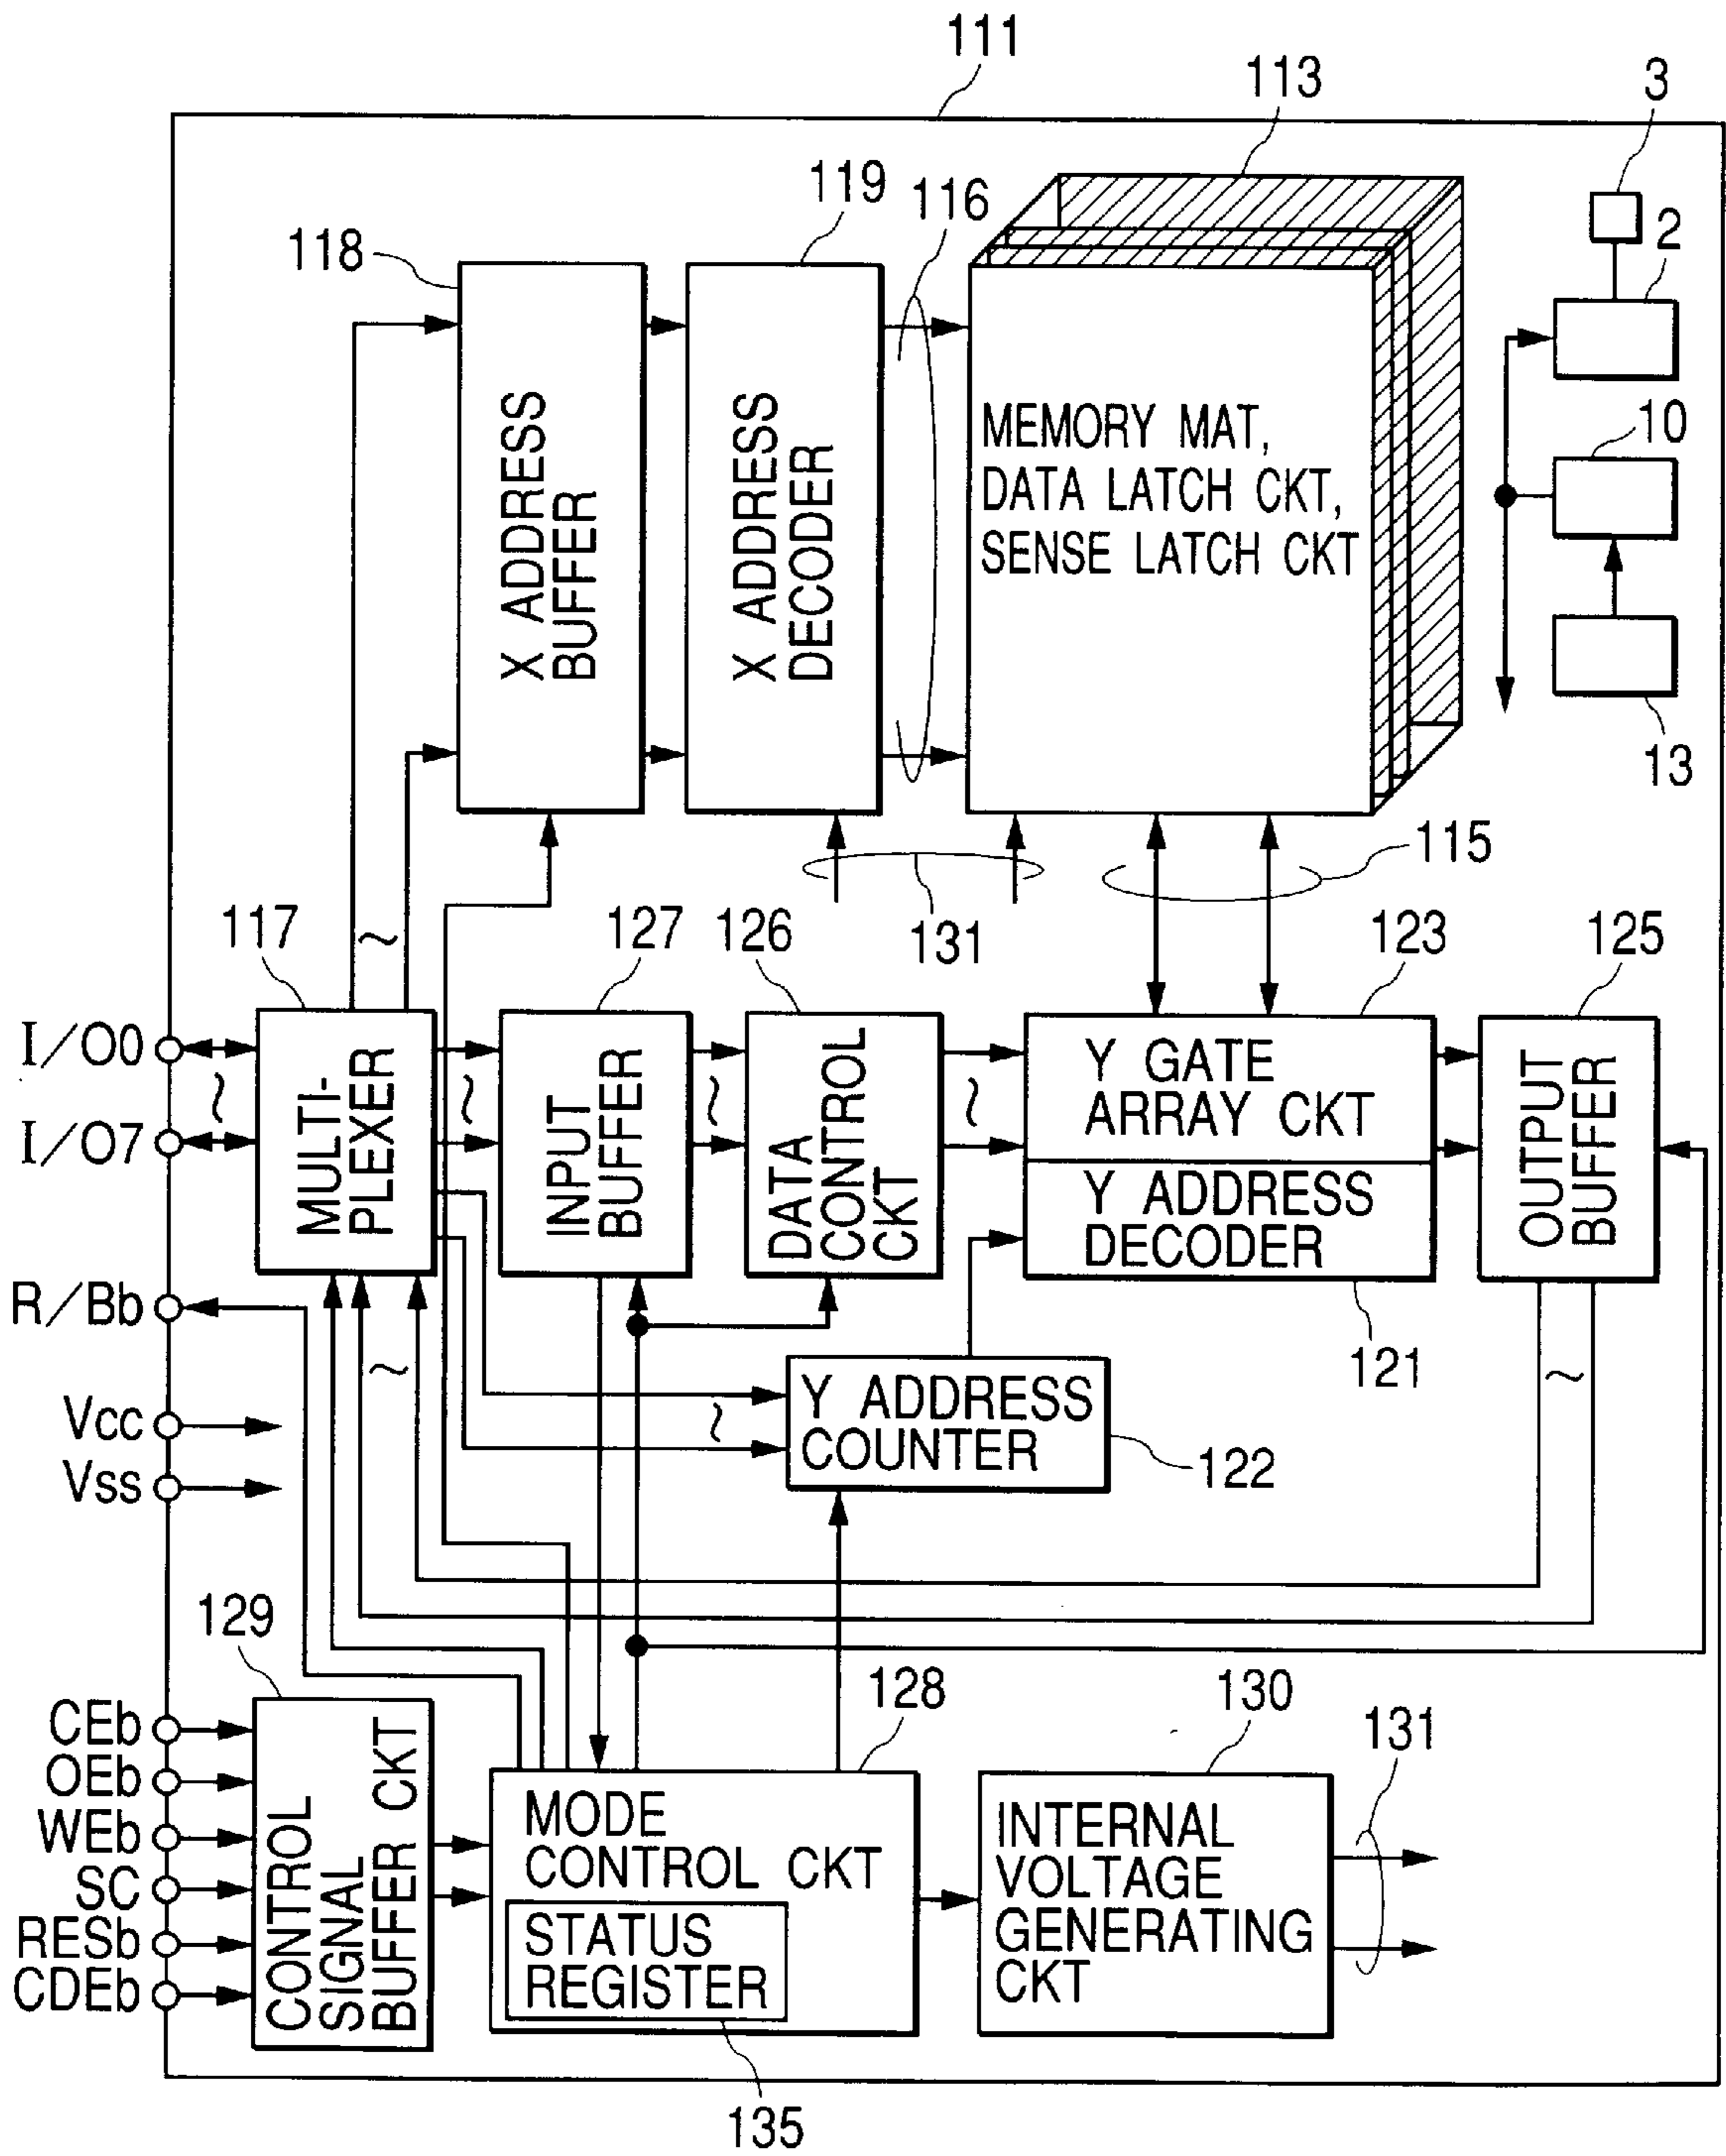 111
113
3
119
116
118
2
X ADDRESS
BUFFER
X ADDRESS
DECODER
MEMORY MAT,
DATA LATCH CKT,
SENSE LATCH CKT
10
13
115
131
117
127
126
123
125
I/O0
I/O7
MULTI-
PLEXER
INPUT
BUFFER
DATA
CONTROL
CKT
Y GATE
ARRAY CKT
Y ADDRESS
DECODER
OUTPUT
BUFFER
R/Bb
121
Vcc
Vss
Y ADDRESS
COUNTER
122
129
128
130
131
CEb
OEb
WEb
SC
RESb
CDEb
CONTROL
SIGNAL
BUFFER CKT
MODE
CONTROL CKT
STATUS
REGISTER
INTERNAL
VOLTAGE
GENERATING
CKT
135